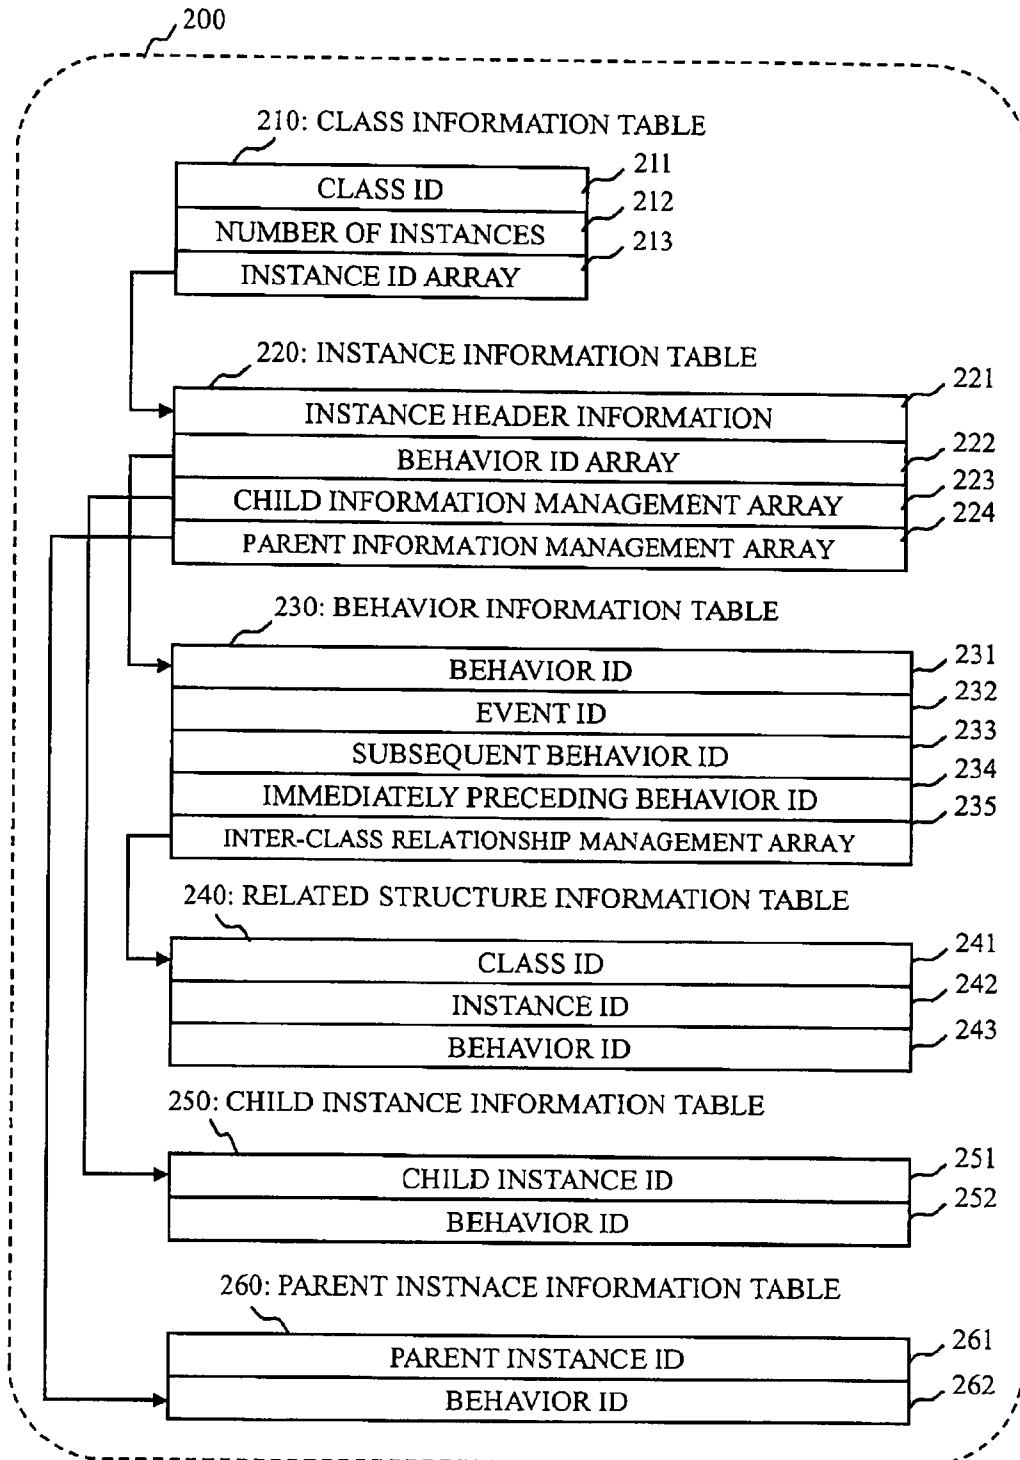 200
210: CLASS INFORMATION TABLE
CLASS ID
211
NUMBER OF INSTANCES
212
INSTANCE ID ARRAY
213
220: INSTANCE INFORMATION TABLE
INSTANCE HEADER INFORMATION
221
BEHAVIOR ID ARRAY
222
CHILD INFORMATION MANAGEMENT ARRAY
223
PARENT INFORMATION MANAGEMENT ARRAY
224
230: BEHAVIOR INFORMATION TABLE
BEHAVIOR ID
231
EVENT ID
232
SUBSEQUENT BEHAVIOR ID
233
IMMEDIATELY PRECEDING BEHAVIOR ID
234
INTER-CLASS RELATIONSHIP MANAGEMENT ARRAY
235
240: RELATED STRUCTURE INFORMATION TABLE
CLASS ID
241
INSTANCE ID
242
BEHAVIOR ID
243
250: CHILD INSTANCE INFORMATION TABLE
CHILD INSTANCE ID
251
BEHAVIOR ID
252
260: PARENT INSTNACE INFORMATION TABLE
PARENT INSTANCE ID
261
BEHAVIOR ID
262